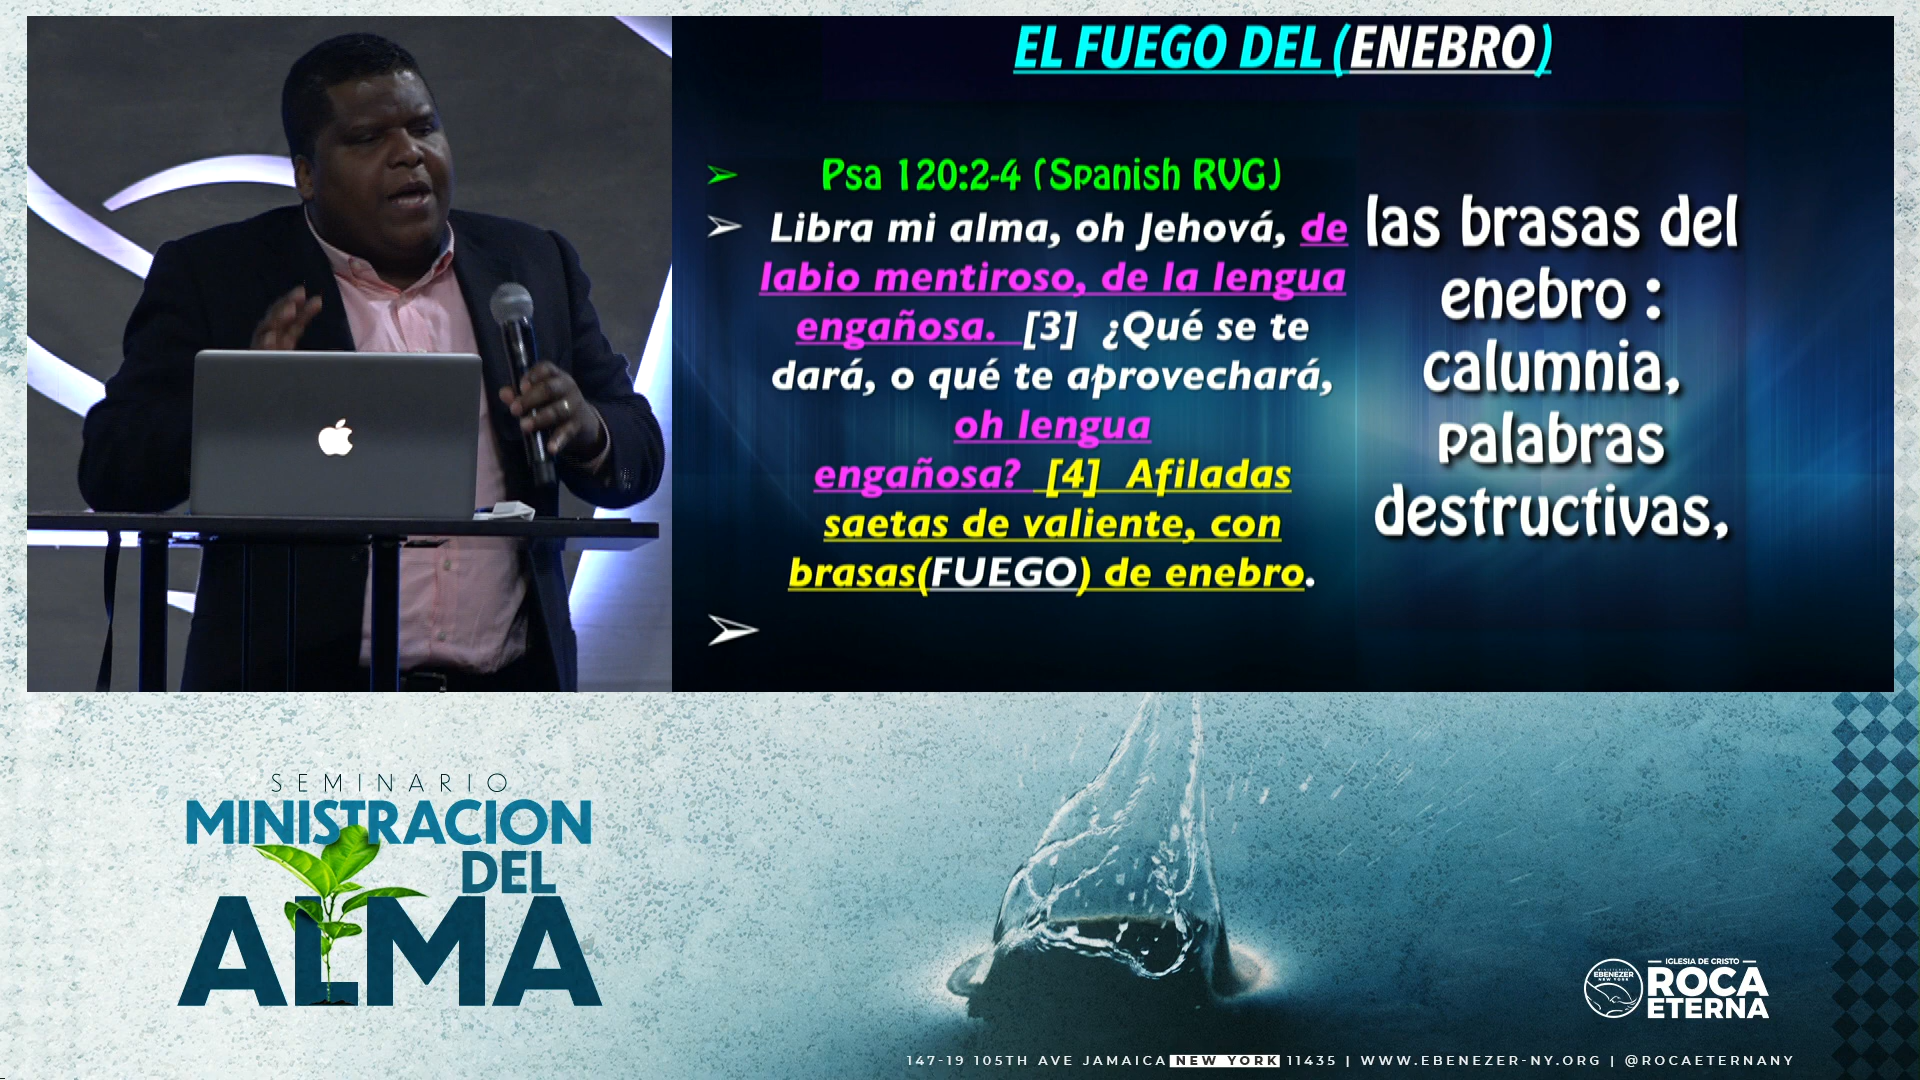 EL FUEGO DEL (ENEBRO)
Psa 120:2-4 (Spanish RVG)
Libra mi alma, oh Jehová, de
labio mentiroso, de la lengua
engañosa. [3] ¿Qué se te
dará, o qué te aprovechará,
oh lengua
engañosa? [4] Afiladas
saetas de valiente, con
brasas(FUEGO) de enebro.
las brasas del
enebro :
calumnia,
palabras
destructivas,
SEMINARIO
MINISTRACION
DEL
ALMA
IGLESIA DE CRISTO
ROCA
ETERNA
EBENEZER
147-19 105TH AVE JAMAICA NEW YORK 11435 | WWW.EBENEZER-NY.ORG | @ROCAETERNANY